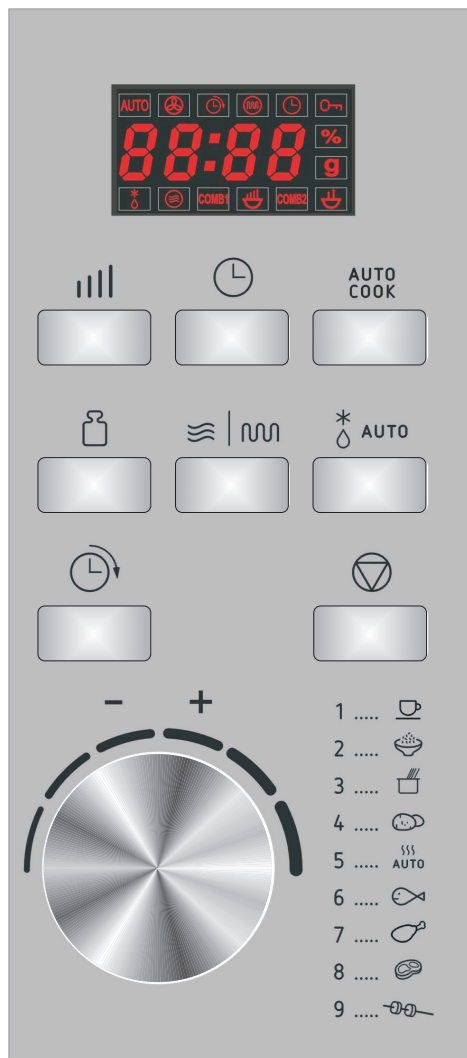 AUTO
88:88 %
g
COMB1 COMB2
AUTO
COOK
AUTO
- +
1 .....
2 .....
3 .....
4 .....
5 ..... AUTO
6 .....
7 .....
8 .....
9 .....